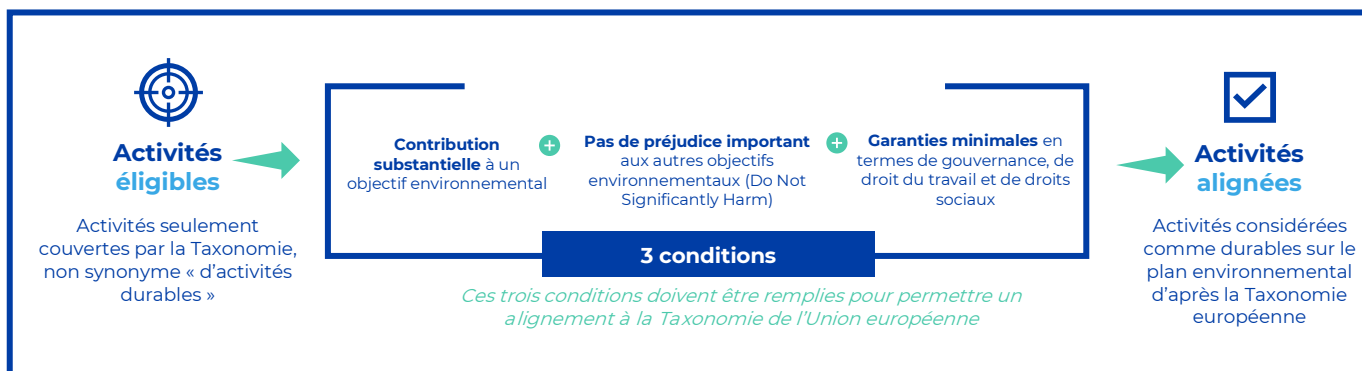 Activités
éligibles
Activités seulement
couvertes par la Taxonomie,
non synonyme « d’activités
durables »
Contribution
substantielle à un
objectif environnemental
Pas de préjudice important
aux autres objectifs
environnementaux (Do Not
Significantly Harm)
Garanties minimales en
termes de gouvernance, de
droit du travail et de droits
sociaux
3 conditions
Ces trois conditions doivent être remplies pour permettre un
alignement à la Taxonomie de l’Union européenne
Activités
alignées
Activités considérées
comme durables sur le
plan environnemental
d’après la Taxonomie
européenne